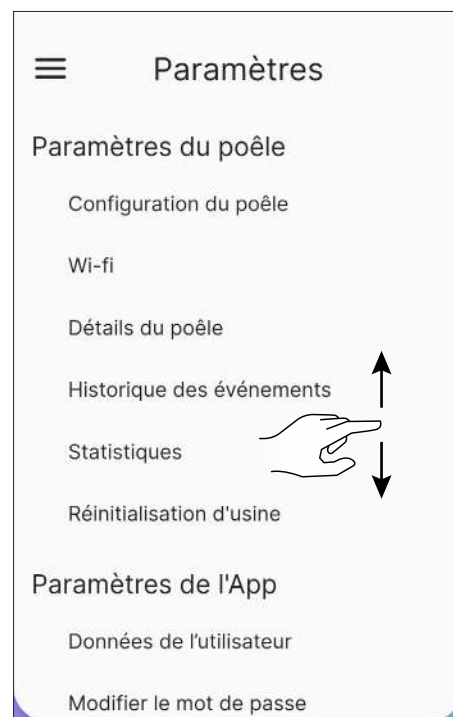 Paramètres
Paramètres du poêle
Configuration du poêle
Wi-fi
Détails du poêle
Historique des événements
Statistiques
Réinitialisation d'usine
Paramètres de l'App
Données de l’utilisateur
Modifier le mot de passe